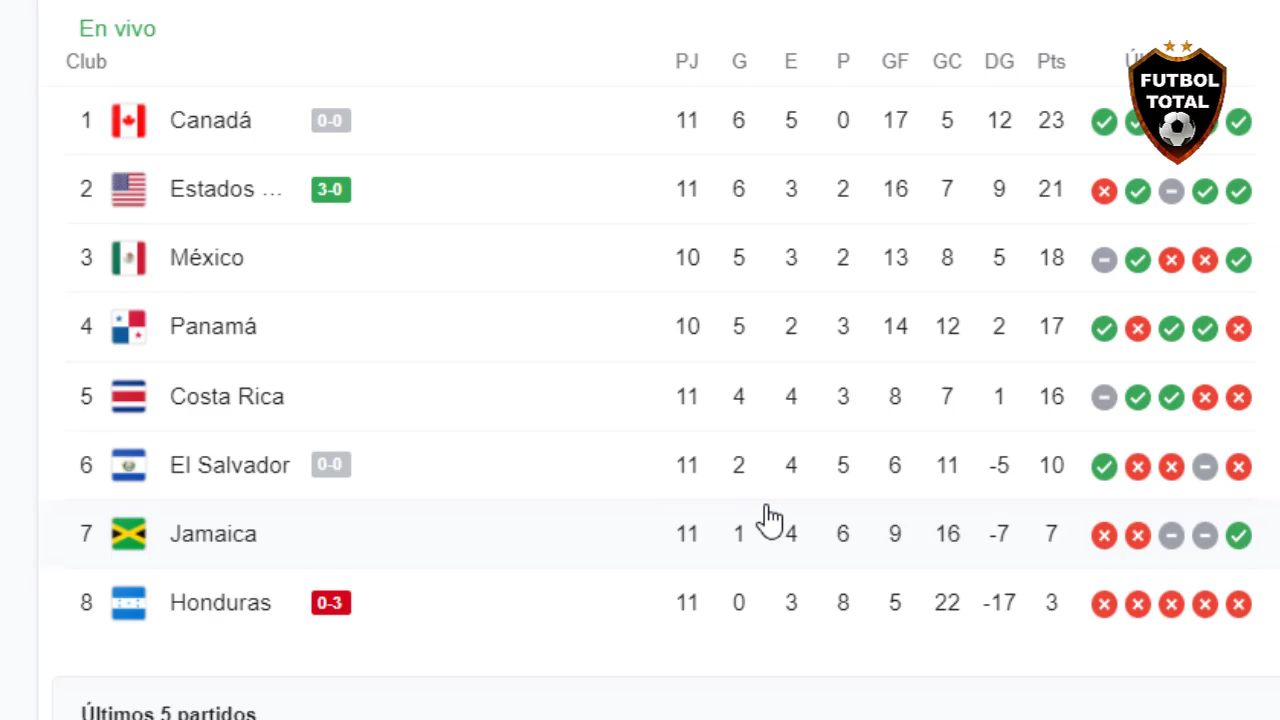 En vivo
Club PJ G E P GF GC DG Pts
1 Canadá 0-0 11 6 5 0 17 5 12 23
2 Estados ... 3-0 11 6 3 2 16 7 9 21
3 México 10 5 3 2 13 8 5 18
4 Panamá 10 5 2 3 14 12 2 17
5 Costa Rica 11 4 4 3 8 7 1 16
6 El Salvador 0-0 11 2 4 5 6 11 -5 10
7 Jamaica 11 1 4 6 9 16 -7 7
8 Honduras 0-3 11 0 3 8 5 22 -17 3
Últimos 5 partidos
FUTBOL
TOTAL